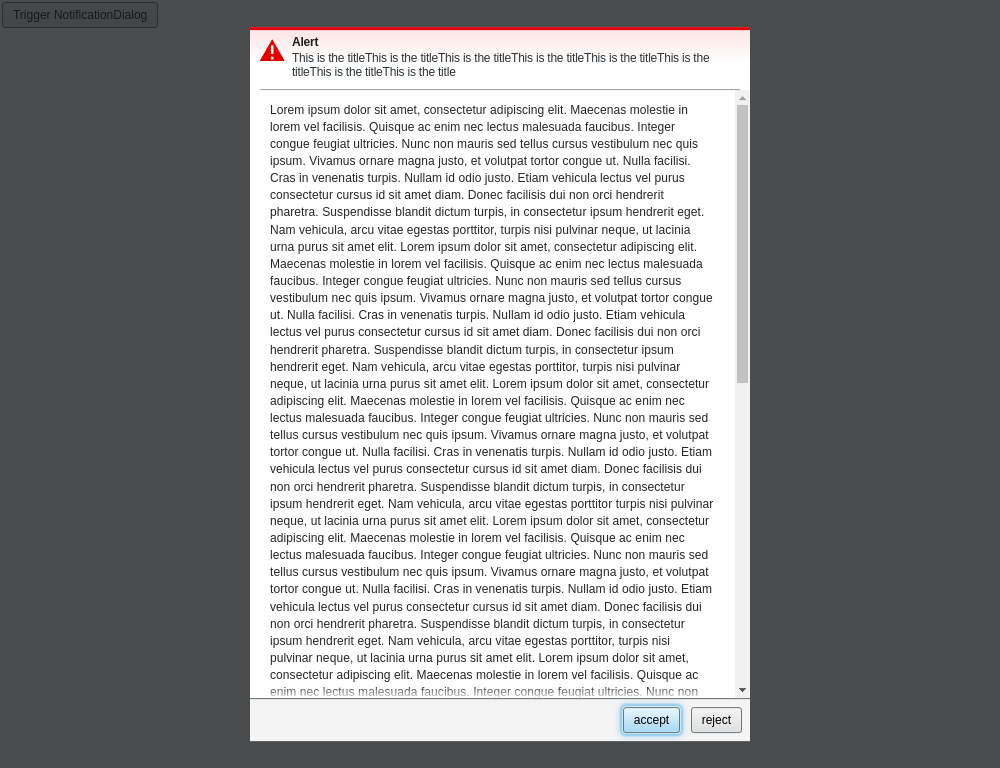 Trigger NotificationDialog
Alert
This is the titleThis is the titleThis is the titleThis is the titleThis is the titleThis is the
titleThis is the titleThis is the title
Lorem ipsum dolor sit amet, consectetur adipiscing elit. Maecenas molestie in
lorem vel facilisis. Quisque ac enim nec lectus malesuada faucibus. Integer
congue feugiat ultricies. Nunc non mauris sed tellus cursus vestibulum nec quis
ipsum. Vivamus ornare magna justo, et volutpat tortor congue ut. Nulla facilisi.
Cras in venenatis turpis. Nullam id odio justo. Etiam vehicula lectus vel purus
consectetur cursus id sit amet diam. Donec facilisis dui non orci hendrerit
pharetra. Suspendisse blandit dictum turpis, in consectetur ipsum hendrerit eget.
Nam vehicula, arcu vitae egestas porttitor, turpis nisi pulvinar neque, ut lacinia
urna purus sit amet elit. Lorem ipsum dolor sit amet, consectetur adipiscing elit.
Maecenas molestie in lorem vel facilisis. Quisque ac enim nec lectus malesuada
faucibus. Integer congue feugiat ultricies. Nunc non mauris sed tellus cursus
vestibulum nec quis ipsum. Vivamus ornare magna justo, et volutpat tortor congue
ut. Nulla facilisi. Cras in venenatis turpis. Nullam id odio justo. Etiam vehicula
lectus vel purus consectetur cursus id sit amet diam. Donec facilisis dui non orci
hendrerit pharetra. Suspendisse blandit dictum turpis, in consectetur ipsum
hendrerit eget. Nam vehicula, arcu vitae egestas porttitor, turpis nisi pulvinar
neque, ut lacinia urna purus sit amet elit. Lorem ipsum dolor sit amet, consectetur
adipiscing elit. Maecenas molestie in lorem vel facilisis. Quisque ac enim nec
lectus malesuada faucibus. Integer congue feugiat ultricies. Nunc non mauris sed
tellus cursus vestibulum nec quis ipsum. Vivamus ornare magna justo, et volutpat
tortor congue ut. Nulla facilisi. Cras in venenatis turpis. Nullam id odio justo. Etiam
vehicula lectus vel purus consectetur cursus id sit amet diam. Donec facilisis dui
non orci hendrerit pharetra. Suspendisse blandit dictum turpis, in consectetur
ipsum hendrerit eget. Nam vehicula, arcu vitae egestas porttitor turpis nisi pulvinar
neque, ut lacinia urna purus sit amet elit. Lorem ipsum dolor sit amet, consectetur
adipiscing elit. Maecenas molestie in lorem vel facilisis. Quisque ac enim nec
lectus malesuada faucibus. Integer congue feugiat ultricies. Nunc non mauris sed
tellus cursus vestibulum nec quis ipsum. Vivamus ornare magna justo, et volutpat
tortor congue ut. Nulla facilisi. Cras in venenatis turpis. Nullam id odio justo. Etiam
vehicula lectus vel purus consectetur cursus id sit amet diam. Donec facilisis dui
non orci hendrerit pharetra. Suspendisse blandit dictum turpis, in consectetur
ipsum hendrerit eget. Nam vehicula, arcu vitae egestas porttitor, turpis nisi
pulvinar neque, ut lacinia urna purus sit amet elit. Lorem ipsum dolor sit amet,
consectetur adipiscing elit. Maecenas molestie in lorem vel facilisis. Quisque ac
enim nec lectus malesuada faucibus. Integer congue feugiat ultricies. Nunc non
accept
reject